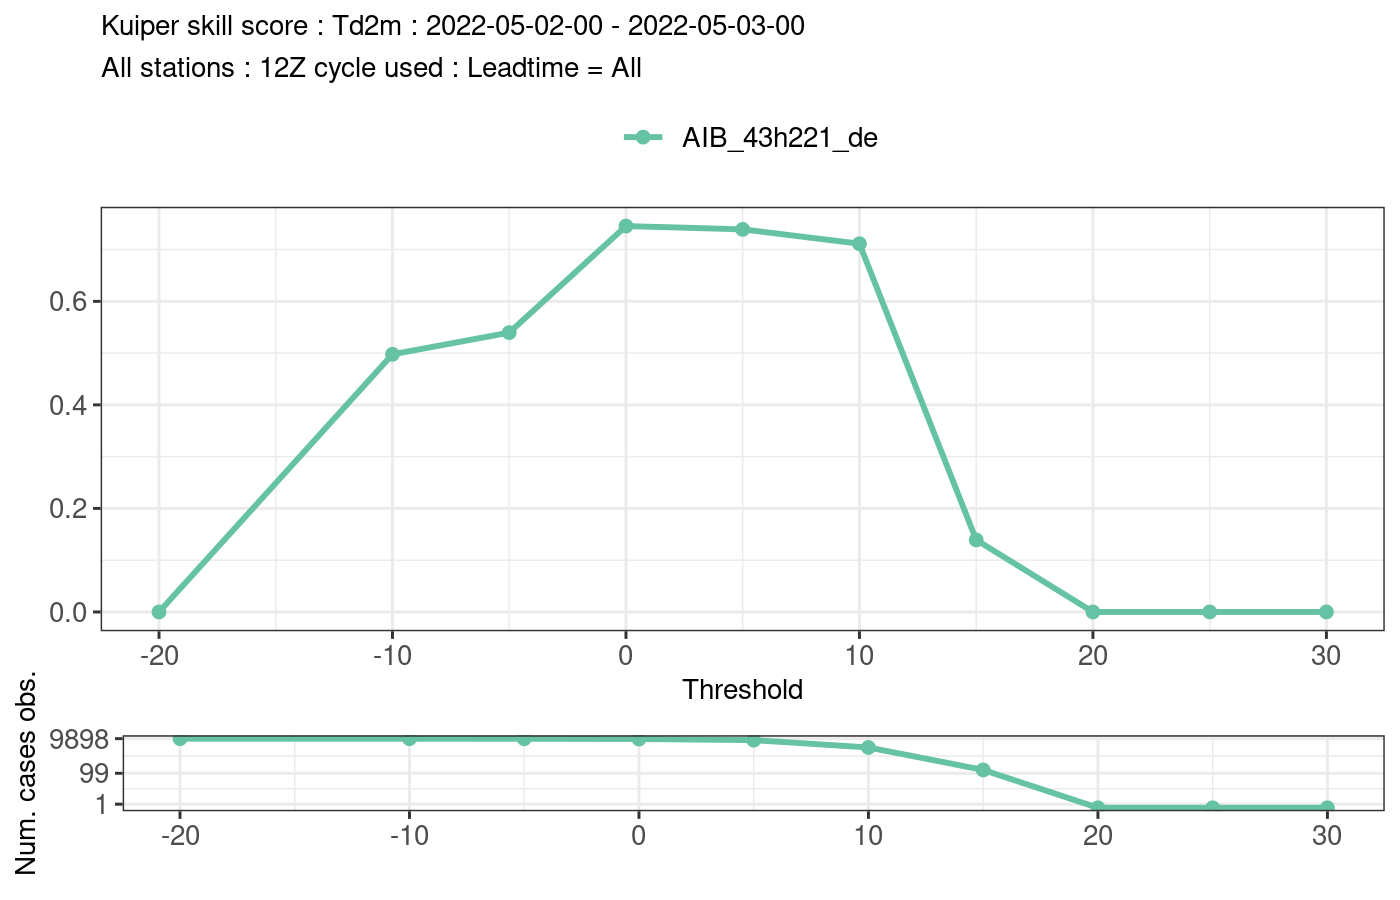 Kuiper skill score : Td2m : 2022-05-02-00 - 2022-05-03-00
All stations : 12Z cycle used : Leadtime = All
AIB_43h221_de
0.6
0.4
0.2
0.0
-20 -10 0 10 20 30
Threshold
Num. cases obs.
9898
99
1
-20 -10 0 10 20 30